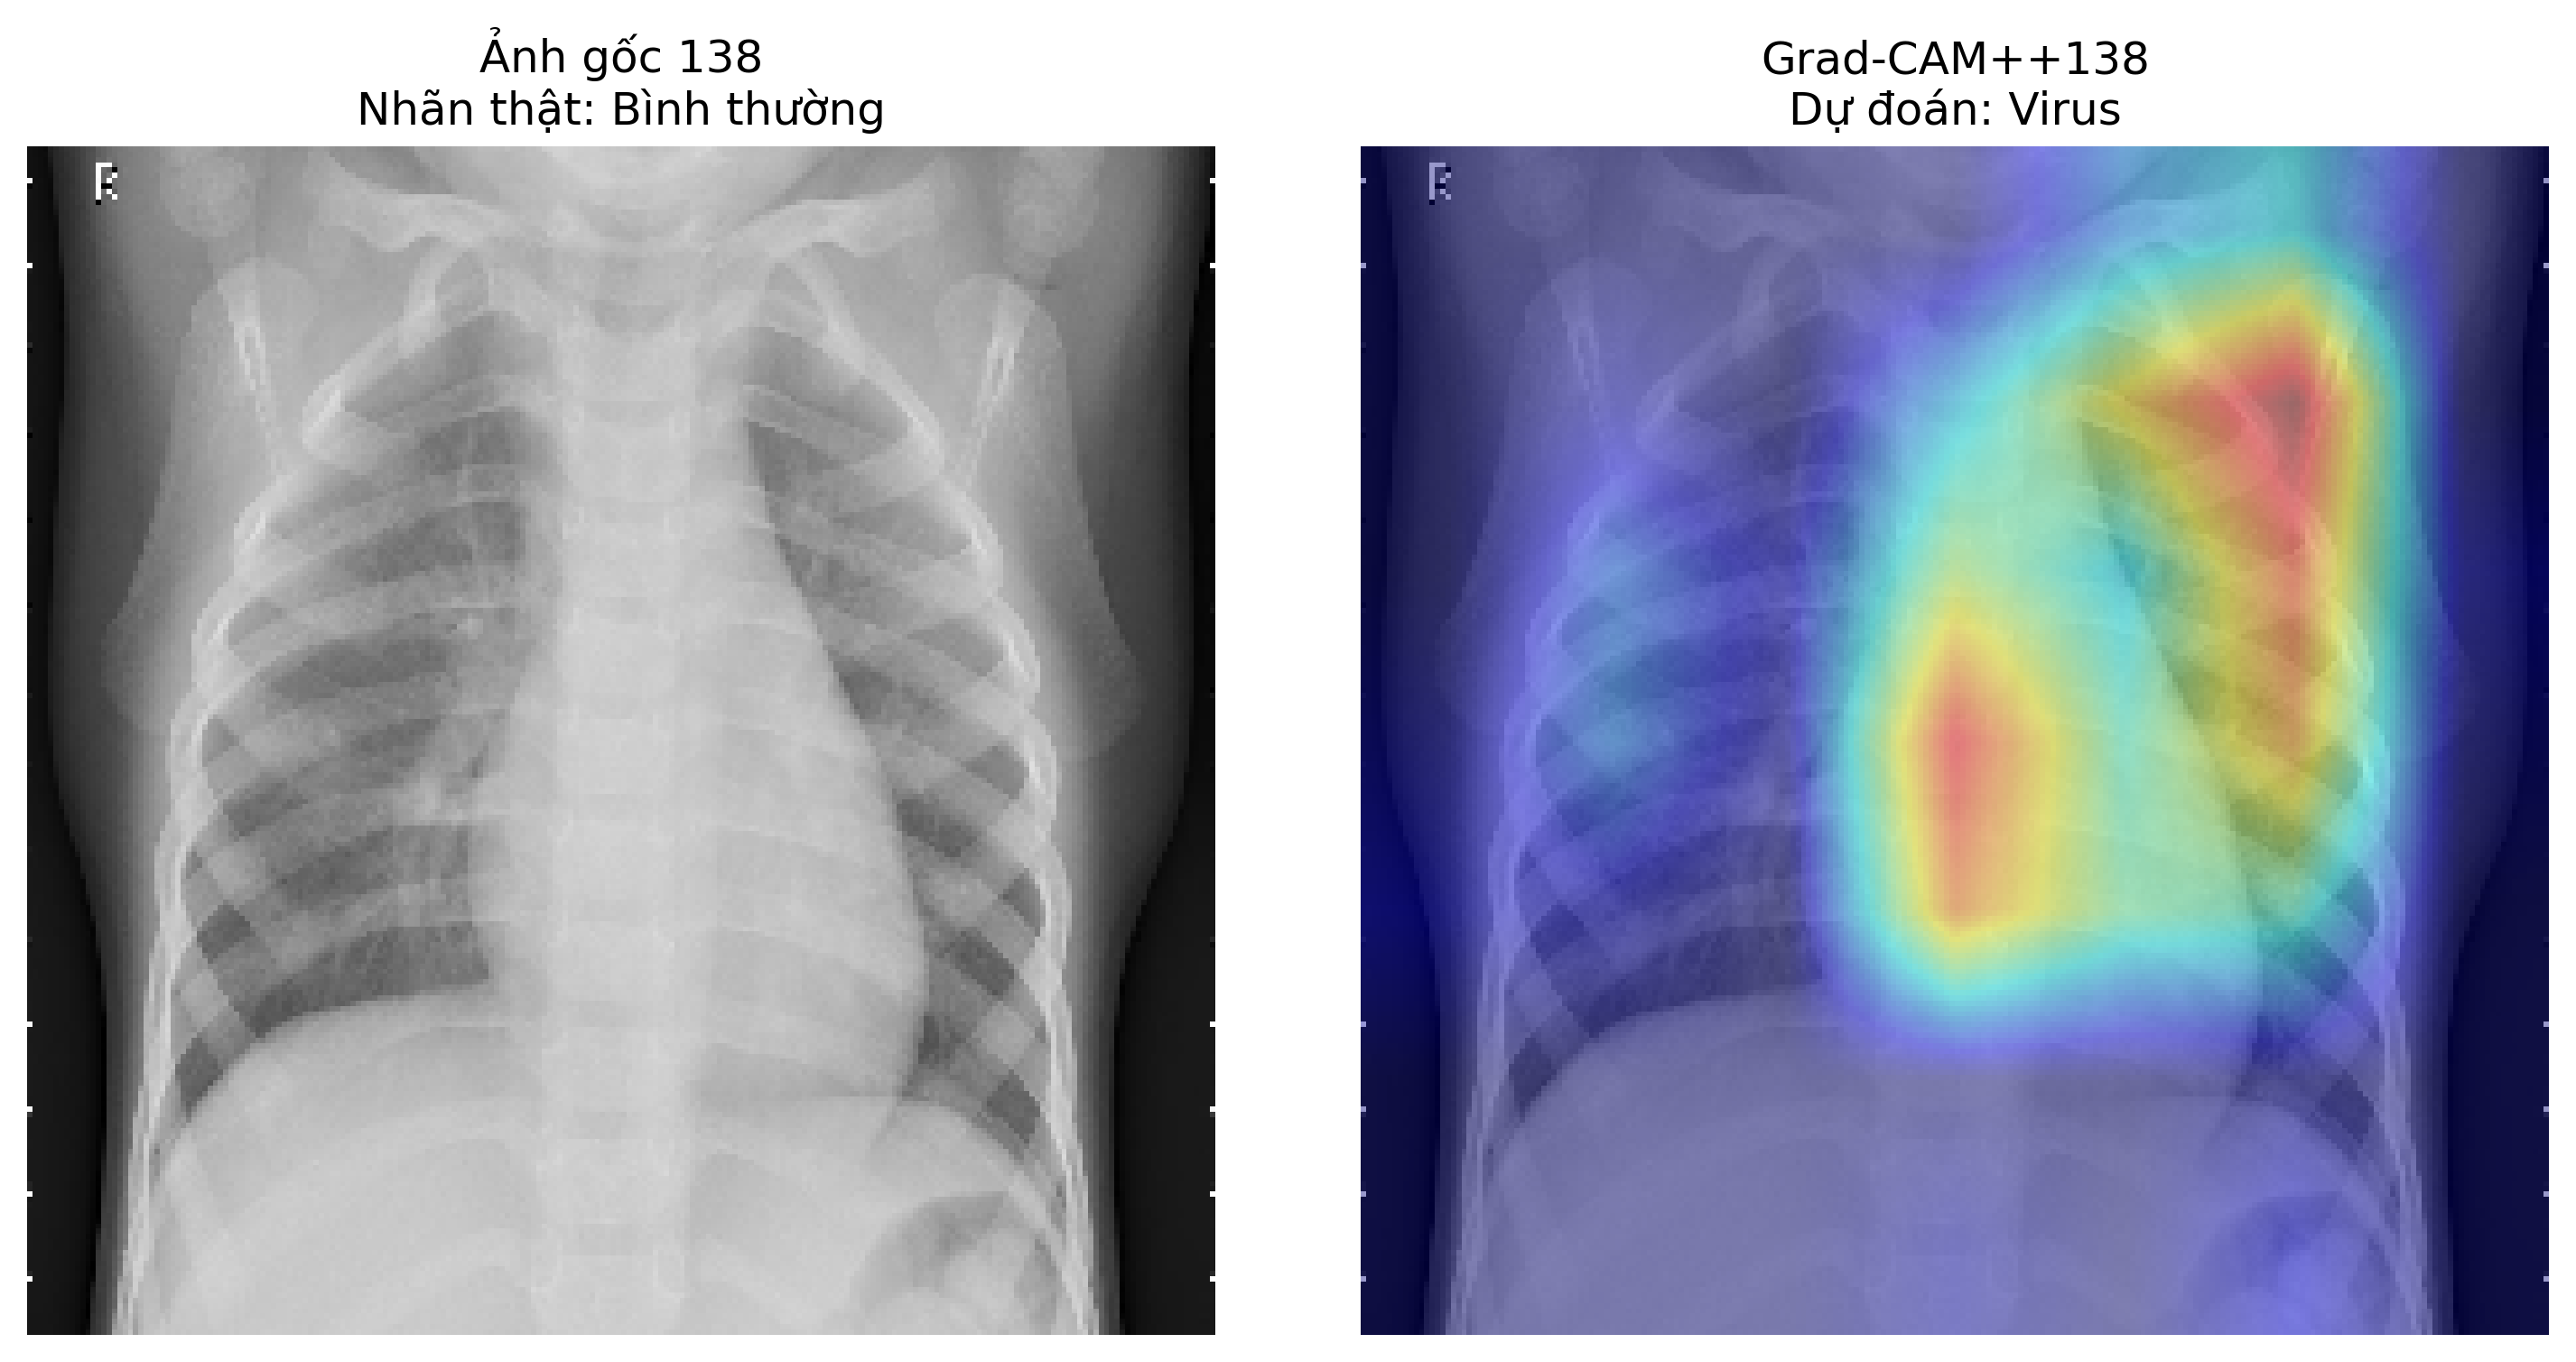 Ảnh gốc 138
Nhãn thật: Bình thường
Grad-CAM++138
Dự đoán: Virus
R
R